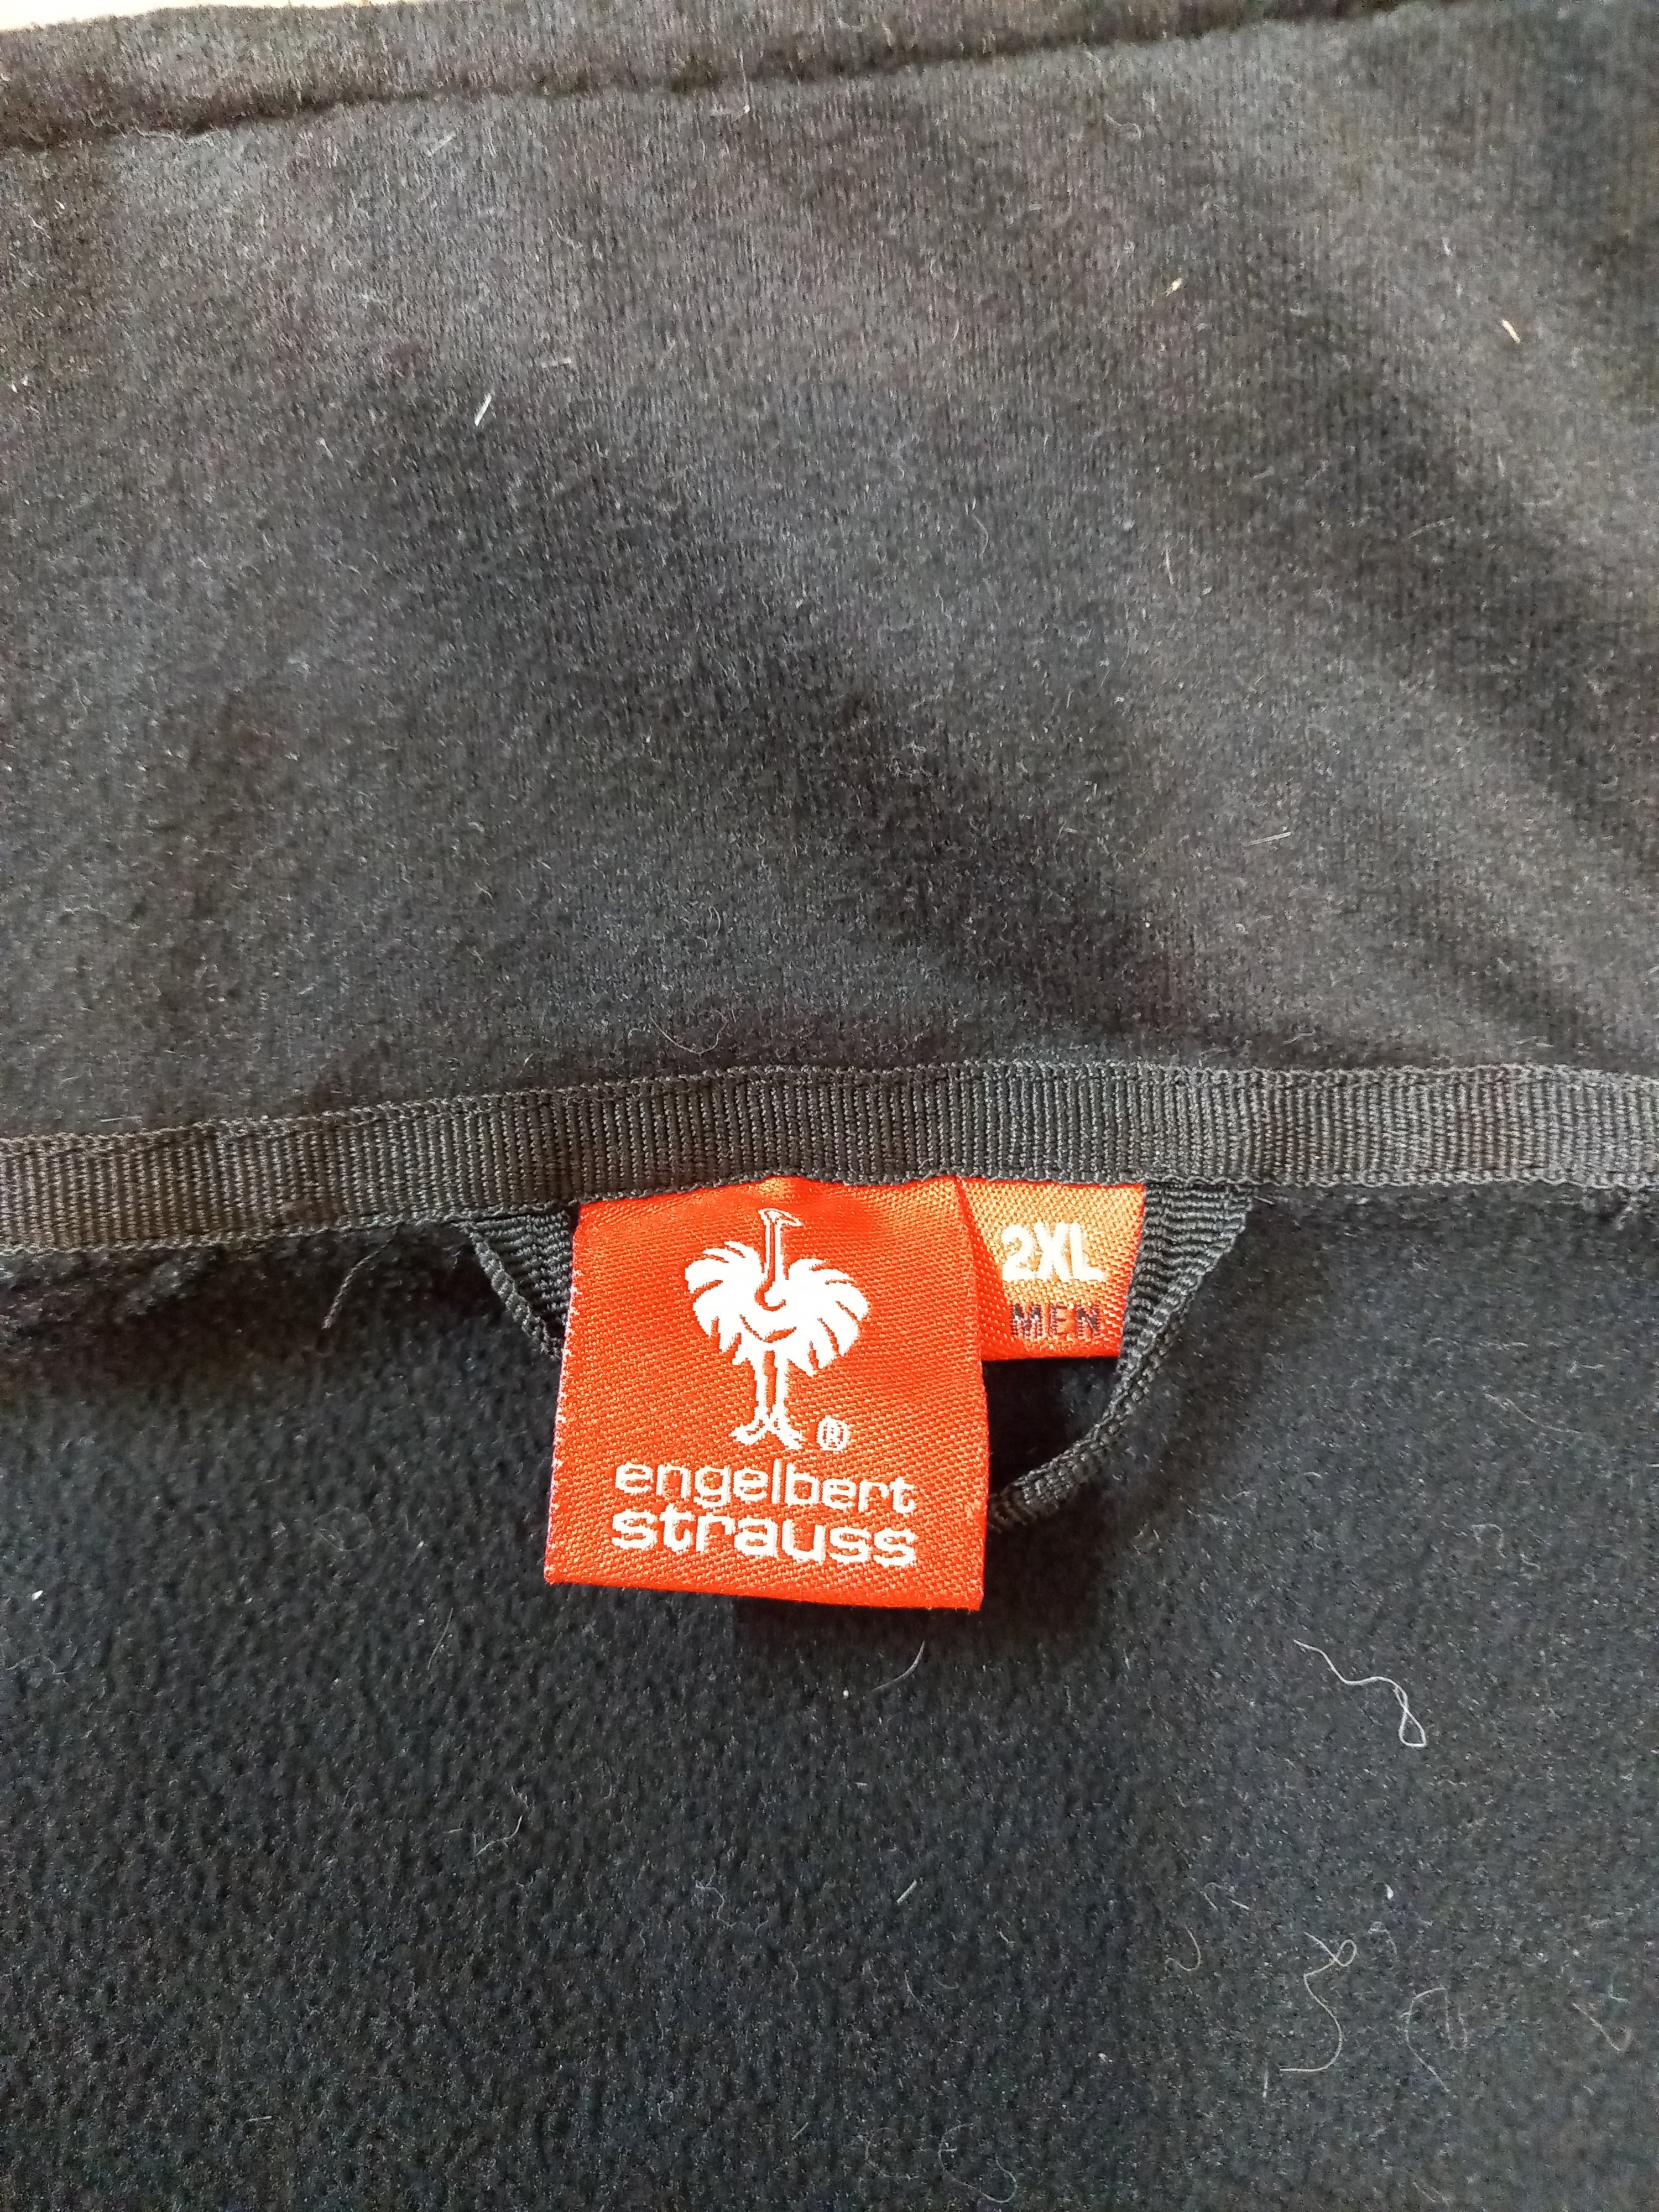 ®
engelbert
strauss
2XL
MEN